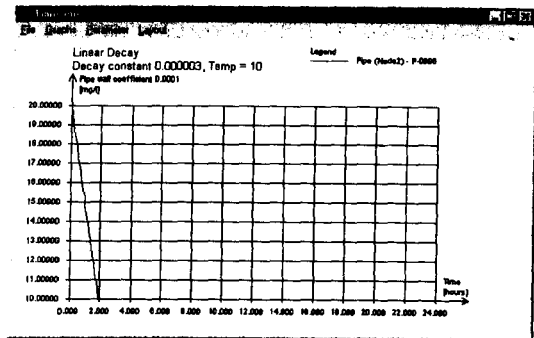 File Graphs Parameter Layout
Linear Decay
Decay constant 0.000003, Temp = 10
Pipe wall coefficient 0.0001
[mg/l]
Legend
Pipe (Node2) - P-0006
20.00000
19.00000
18.00000
17.00000
16.00000
15.00000
14.00000
13.00000
12.00000
11.00000
10.00000
0.000 2.000 4.000 6.000 8.000 10.000 12.000 14.000 16.000 18.000 20.000 22.000 24.000
Time
[hours]